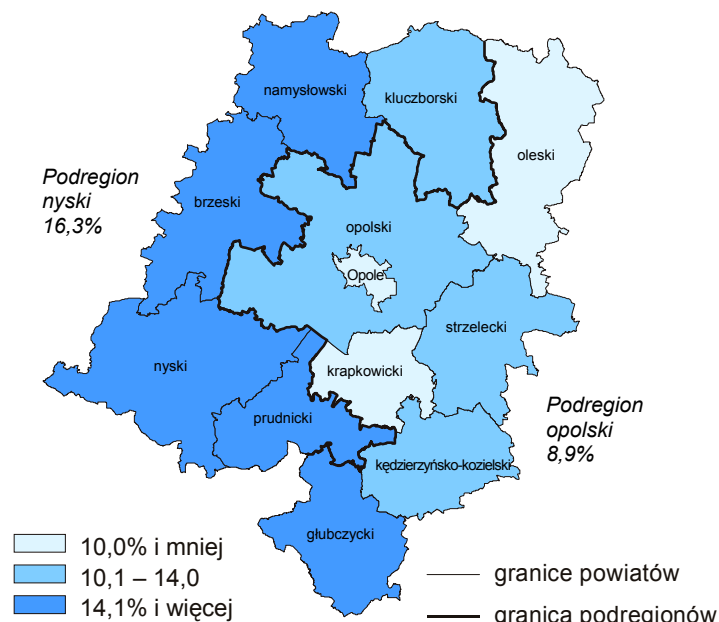 namysłowski
kluczborski
oleski
Podregion
nyski
16,3%
brzeski
opolski
Opole
strzelecki
nyski
krapkowicki
prudnicki
Podregion
opolski
8,9%
kędzierzyńsko-kozielski
głubczycki
10,0% i mniej
10,1 – 14,0
14,1% i więcej
granice powiatów
granica podregionów